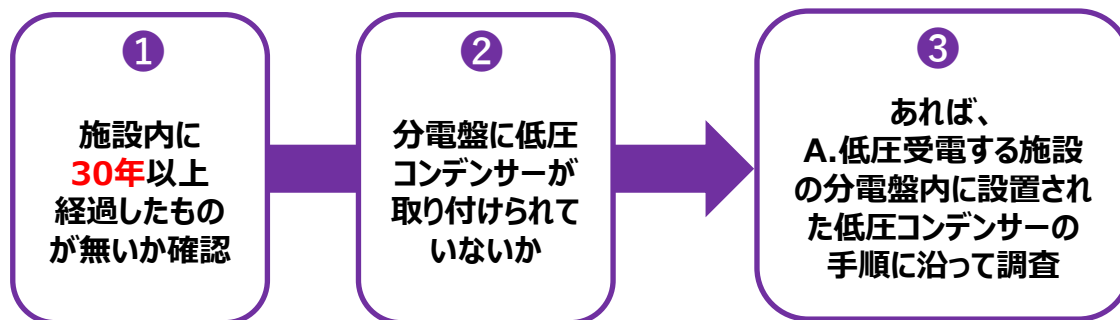 ❶
施設内に
30年以上
経過したもの
が無いか確認
❷
分電盤に低圧
コンデンサーが
取り付けられて
いないか
❸
あれば、
A.低圧受電する施設
の分電盤内に設置され
た低圧コンデンサーの
手順に沿って調査